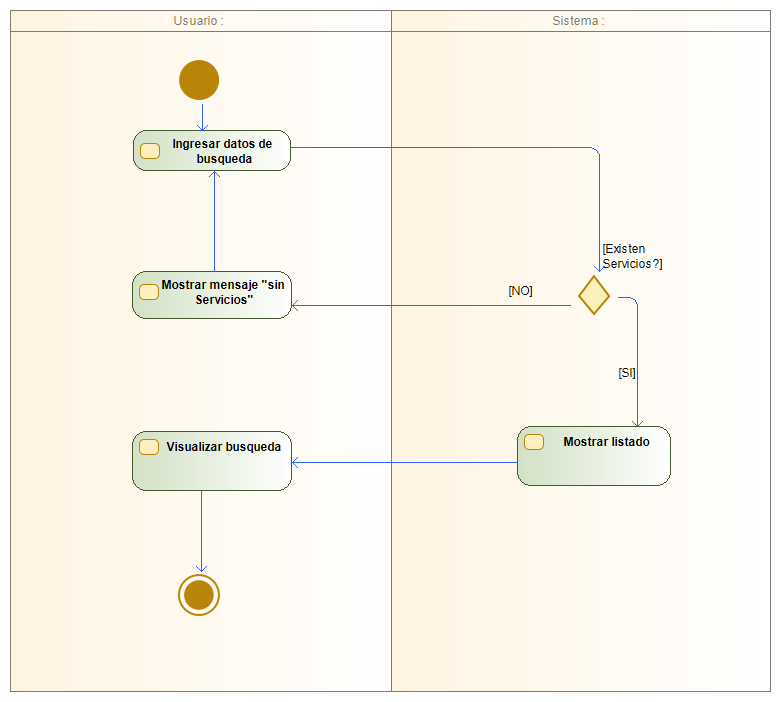 Usuario :
Sistema :
Ingresar datos de
busqueda
[Existen
Servicios?]
Mostrar mensaje "sin
Servicios"
[NO]
[SI]
Visualizar busqueda
Mostrar listado